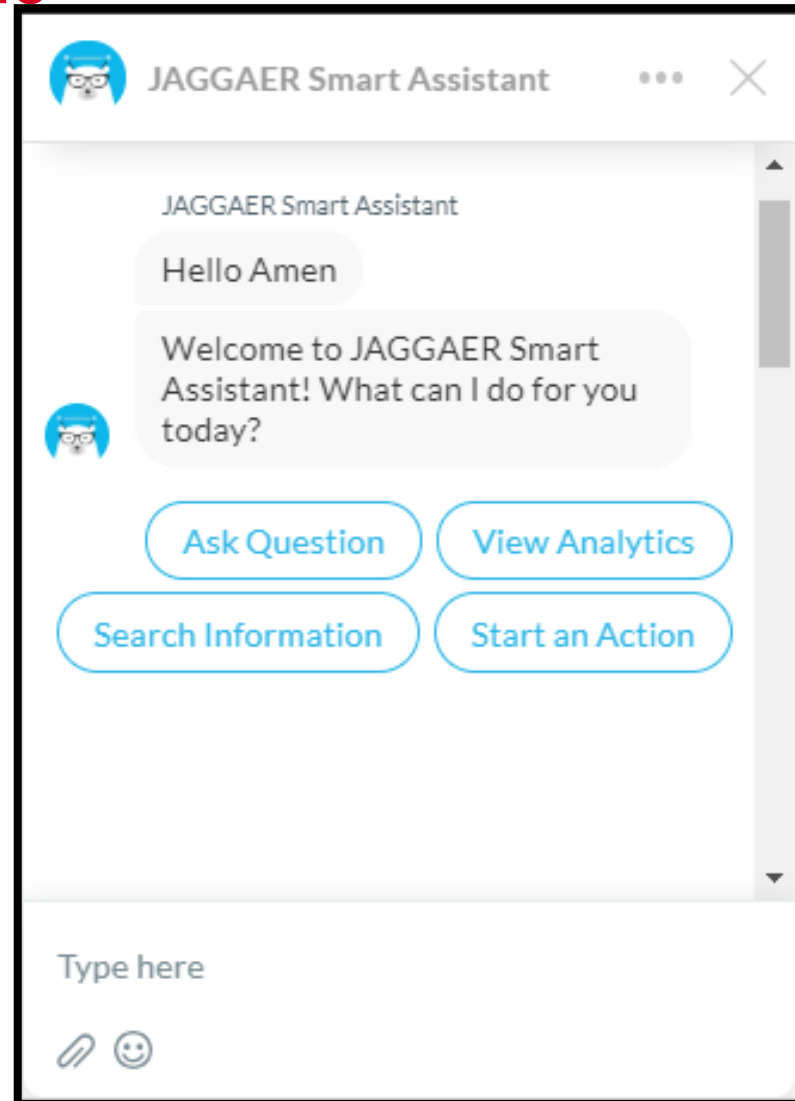 JAGGAER Smart Assistant
JAGGAER Smart Assistant
Hello Amen
Welcome to JAGGAER Smart
Assistant! What can I do for you
today?
Ask Question
View Analytics
Search Information
Start an Action
Type here